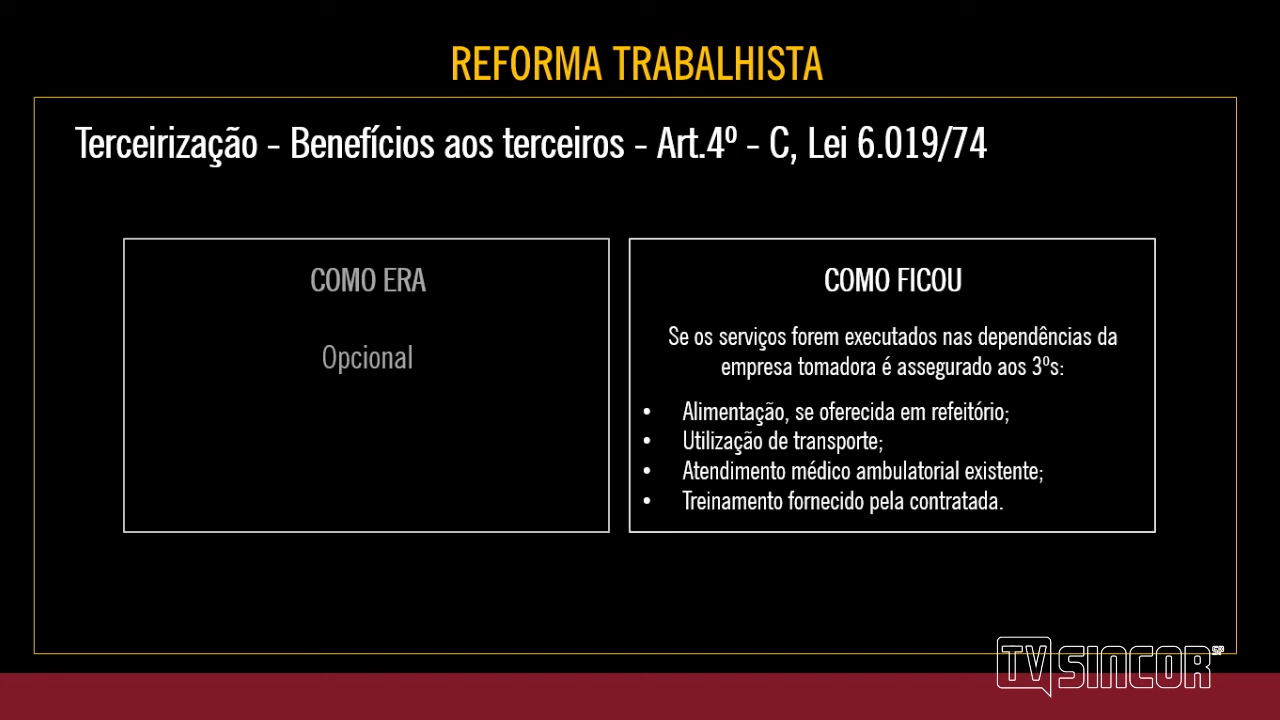 REFORMA TRABALHISTA
Terceirização - Benefícios aos terceiros - Art.4º - C, Lei 6.019/74
COMO ERA
Opcional
COMO FICOU
Se os serviços forem executados nas dependências da
empresa tomadora é assegurado aos 3ºs:
• Alimentação, se oferecida em refeitório;
• Utilização de transporte;
• Atendimento médico ambulatorial existente;
• Treinamento fornecido pela contratada.
TV SINCOR SP